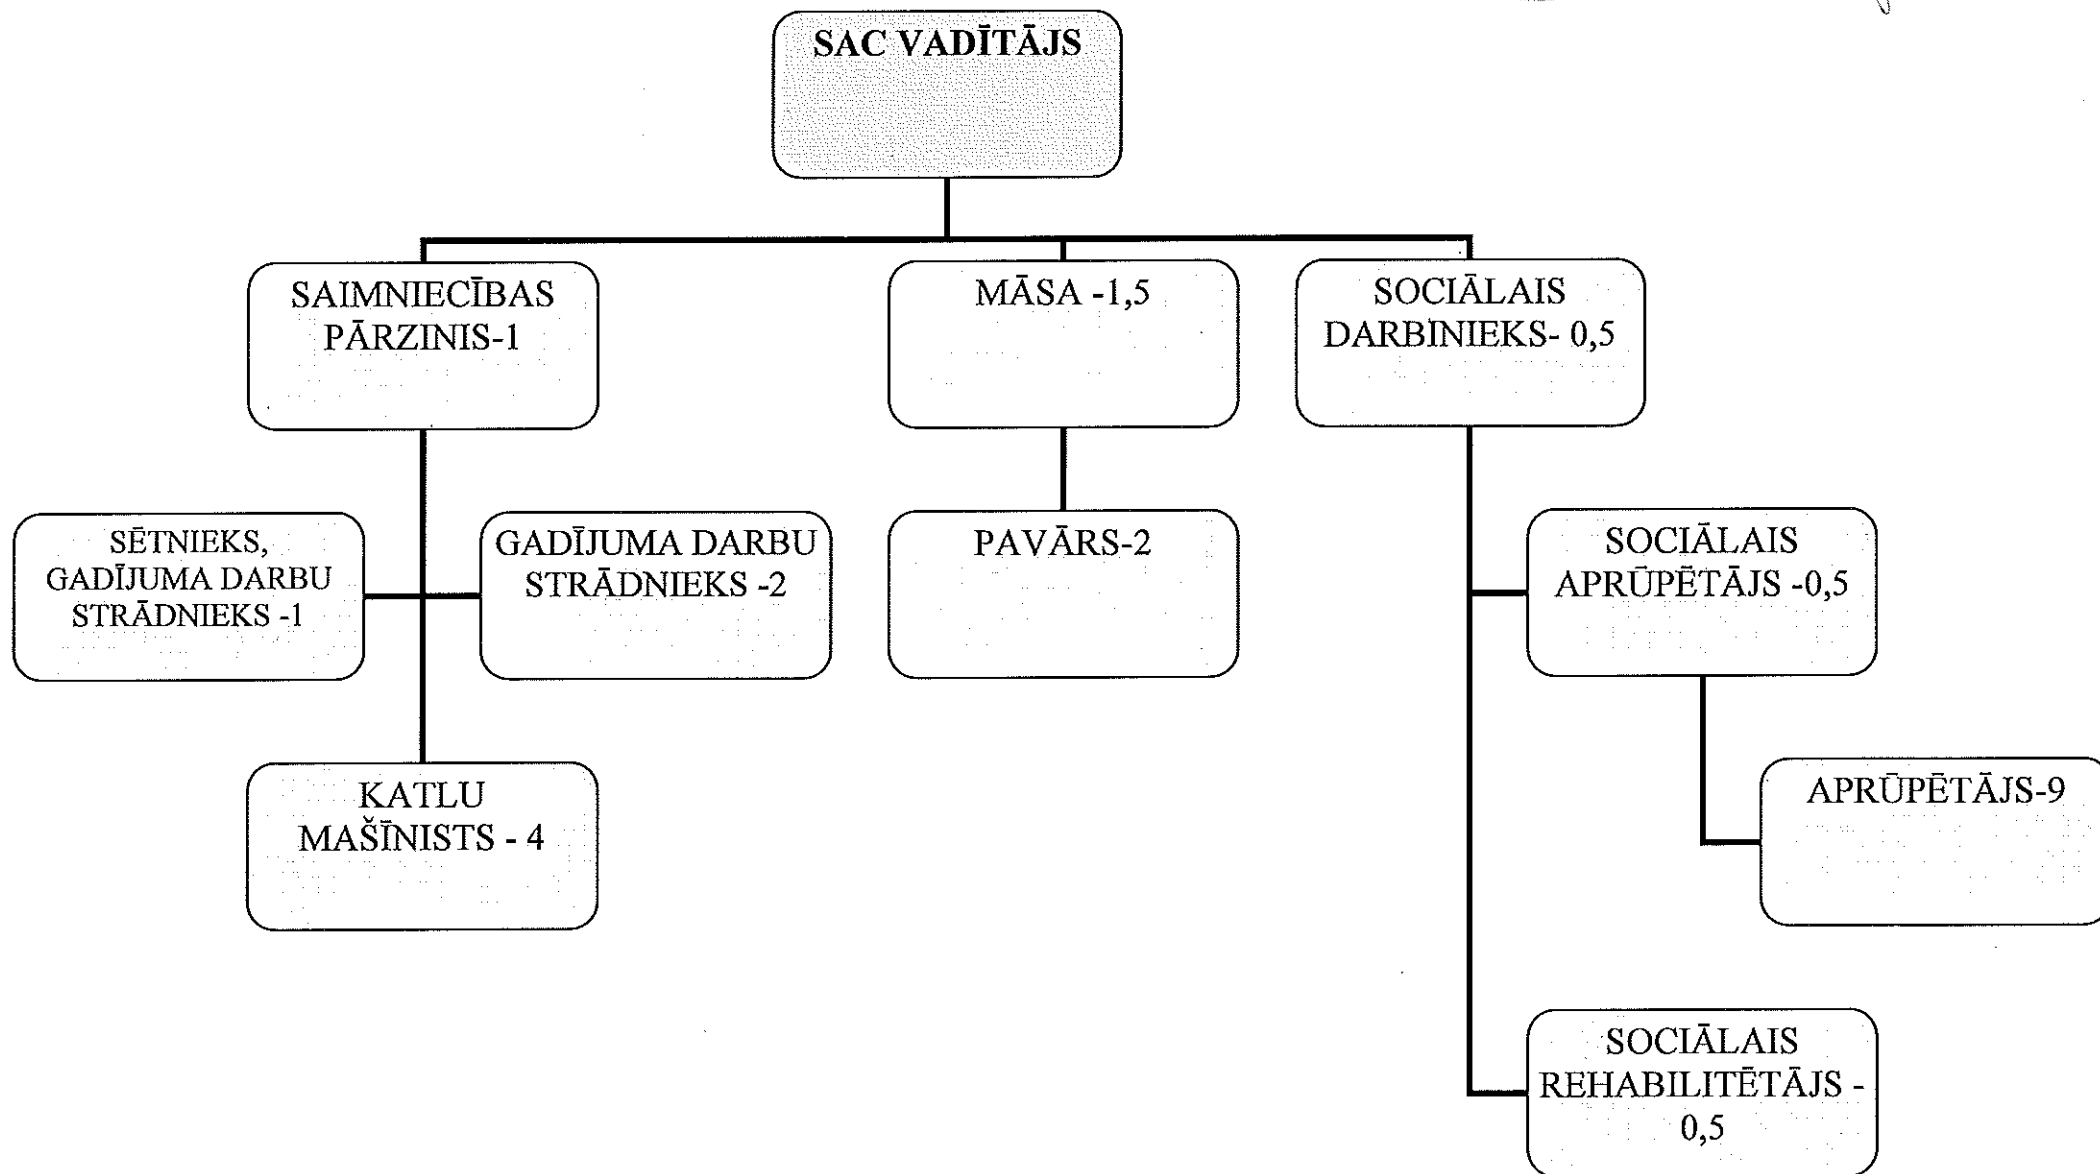 SAC VADĪTĀJS
SAIMNIECĪBAS
PĀRZINIS-1
MĀSA -1,5
SOCIĀLAIS
DARBINIEKS- 0,5
SĒTNIEKS,
GADĪJUMA DARBU
STRĀDNIEKS -1
GADĪJUMA DARBU
STRĀDNIEKS -2
PAVĀRS-2
SOCIĀLAIS
APRŪPĒTĀJS -0,5
KATLU
MAŠĪNISTS - 4
APRŪPĒTĀJS-9
SOCIĀLAIS
REHABILITĒTĀJS -
0,5